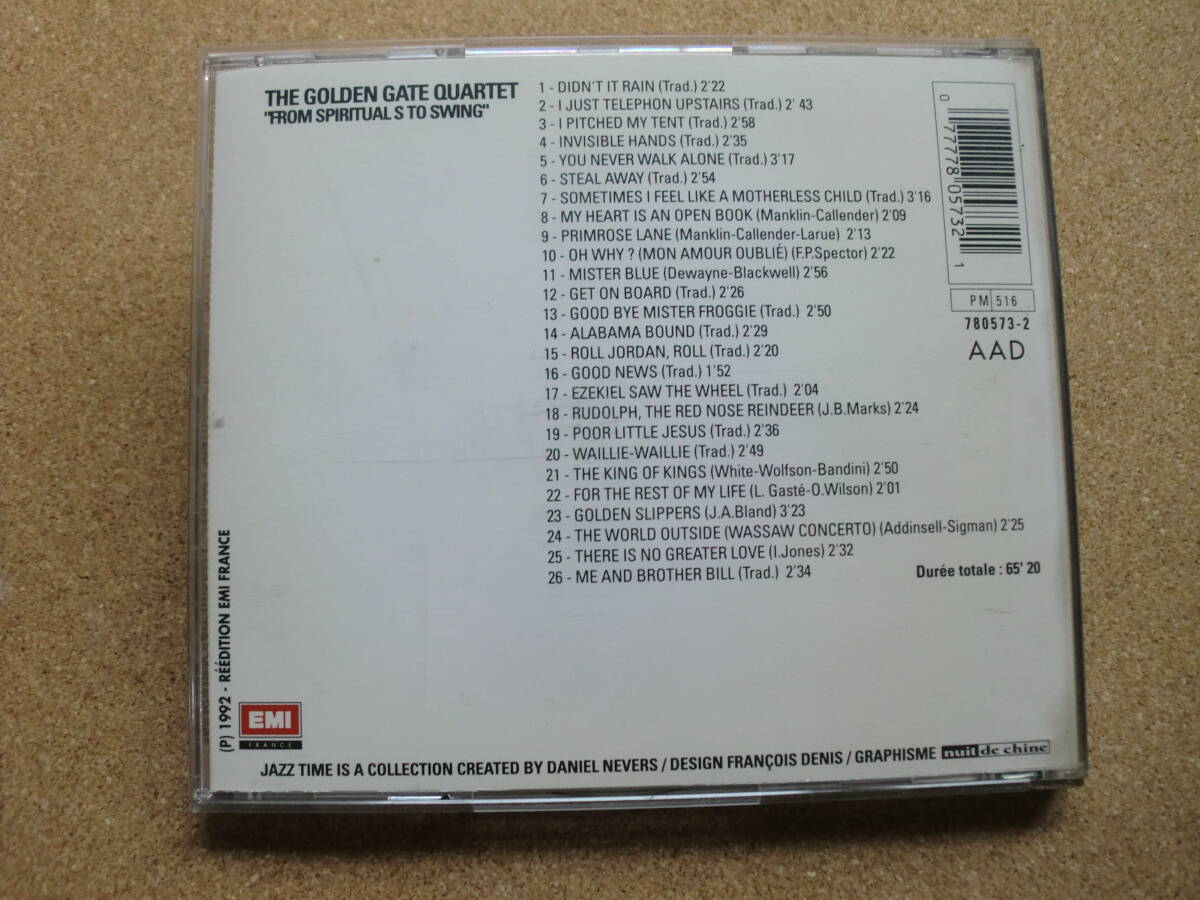 THE GOLDEN GATE QUARTET
"FROM SPIRITUAL S TO SWING"
1 - DIDN'T IT RAIN (Trad.) 2'22
2 - I JUST TELEPHON UPSTAIRS (Trad.) 2' 43
3 - I PITCHED MY TENT (Trad.) 2'58
4 - INVISIBLE HANDS (Trad.) 2'35
5 - YOU NEVER WALK ALONE (Trad.) 3'17
6 - STEAL AWAY (Trad.) 2'54
7 - SOMETIMES I FEEL LIKE A MOTHERLESS CHILD (Trad.) 3'16
8 - MY HEART IS AN OPEN BOOK (Manklin-Callender) 2'09
9 - PRIMROSE LANE (Manklin-Callender-Larue) 2'13
10 - OH WHY ? (MON AMOUR OUBLIÉ) (F.P.Spector) 2'22
11 - MISTER BLUE (Dewayne-Blackwell) 2'56
12 - GET ON BOARD (Trad.) 2'26
13 - GOOD BYE MISTER FROGGIE (Trad.) 2'50
14 - ALABAMA BOUND (Trad.) 2'29
15 - ROLL JORDAN, ROLL (Trad.) 2'20
16 - GOOD NEWS (Trad.) 1'52
17 - EZEKIEL SAW THE WHEEL (Trad.) 2'04
18 - RUDOLPH, THE RED NOSE REINDEER (J.B.Marks) 2'24
19 - POOR LITTLE JESUS (Trad.) 2'36
20 - WAILLIE-WAILLIE (Trad.) 2'49
21 - THE KING OF KINGS (White-Wolfson-Bandini) 2'50
22 - FOR THE REST OF MY LIFE (L. Gasté-O.Wilson) 2'01
23 - GOLDEN SLIPPERS (J.A.Bland) 3'23
24 - THE WORLD OUTSIDE (WASSAW CONCERTO) (Addinsell-Sigman) 2'25
25 - THERE IS NO GREATER LOVE (I.Jones) 2'32
26 - ME AND BROTHER BILL (Trad.) 2'34
Durée totale : 65' 20
0 77778 05732 1
PM 516
780573-2
AAD
(P) 1992 - RÉÉDITION EMI FRANCE
EMI
FRANCE
JAZZ TIME IS A COLLECTION CREATED BY DANIEL NEVERS / DESIGN FRANÇOIS DENIS / GRAPHISME nuit de chine